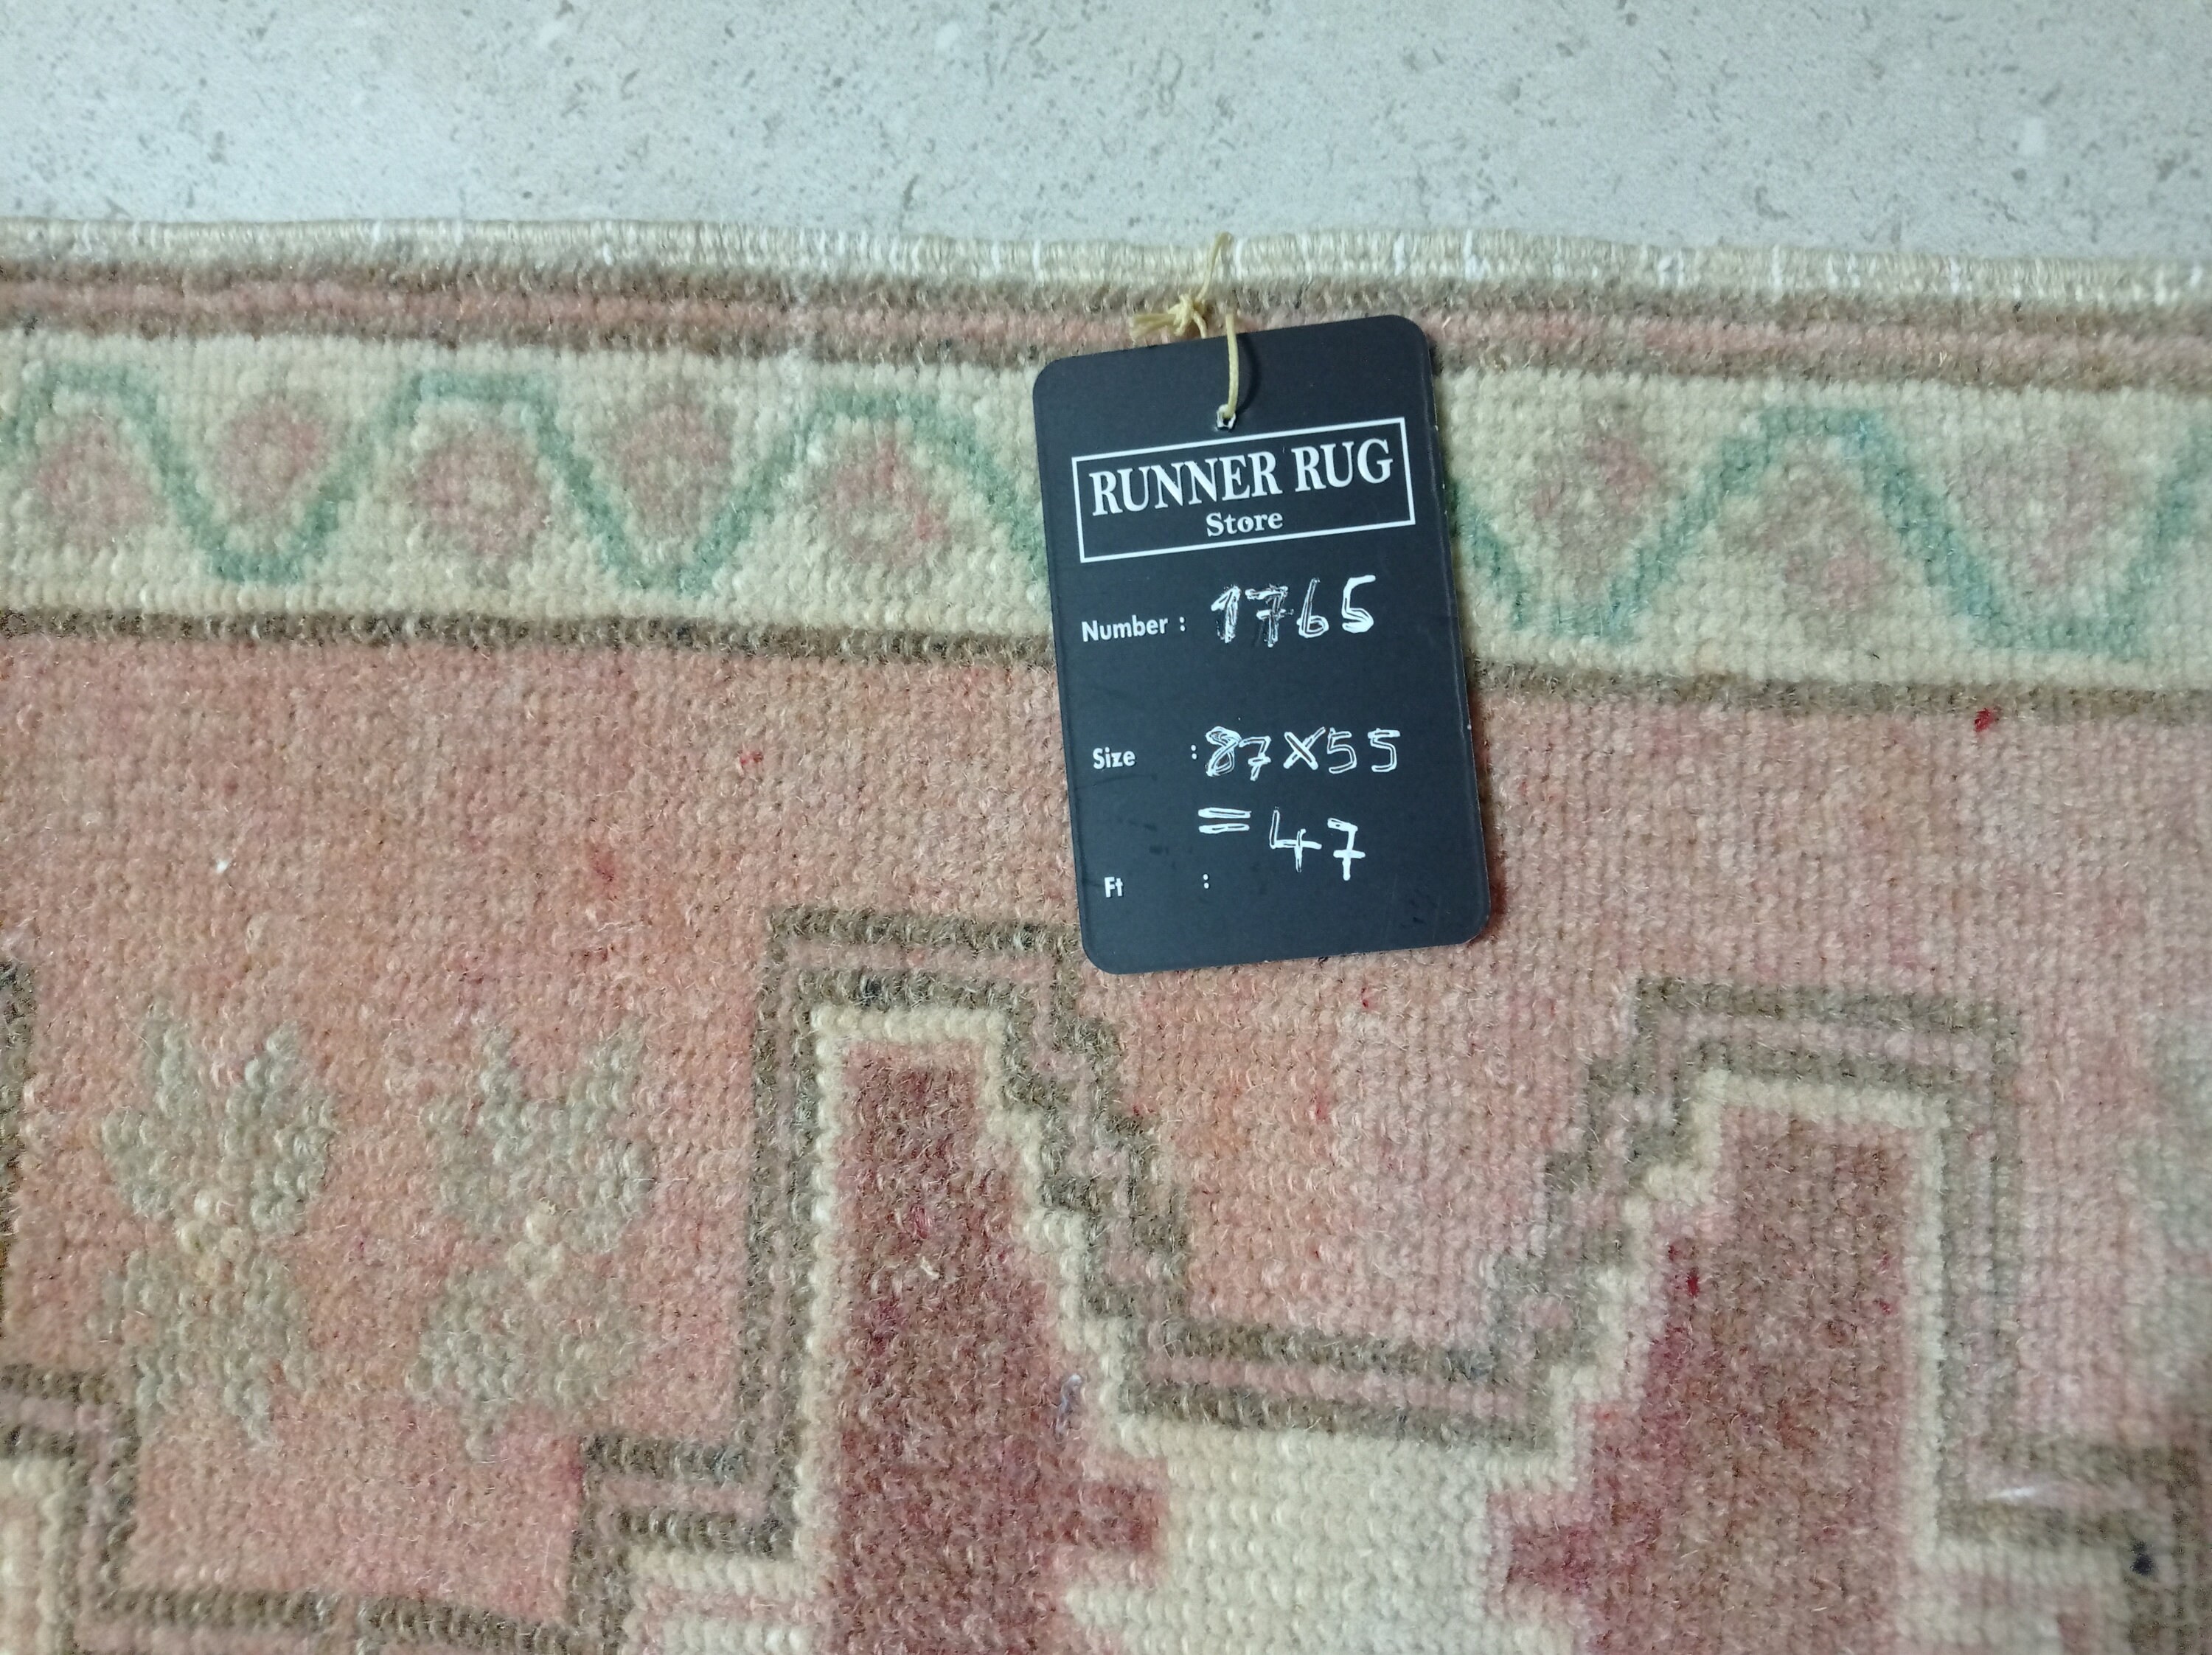 RUNNER RUG
Store
Number : 1765
Size : 87X55
= 47
Ft :